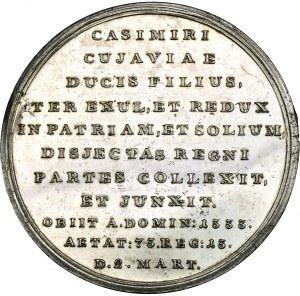 CASIMIRI
CUJAVIAE
DUCIS FILIUS,
TER EXUL, ET REDUX
IN PATRIAM, ET SOLIUM,
DISJECTAS REGNI
PARTES COLLEXIT,
ET JUNXIT.
OBIIT A. DOMIN: 1333.
AETAT: 73. REG: 13.
D. 2. MART.